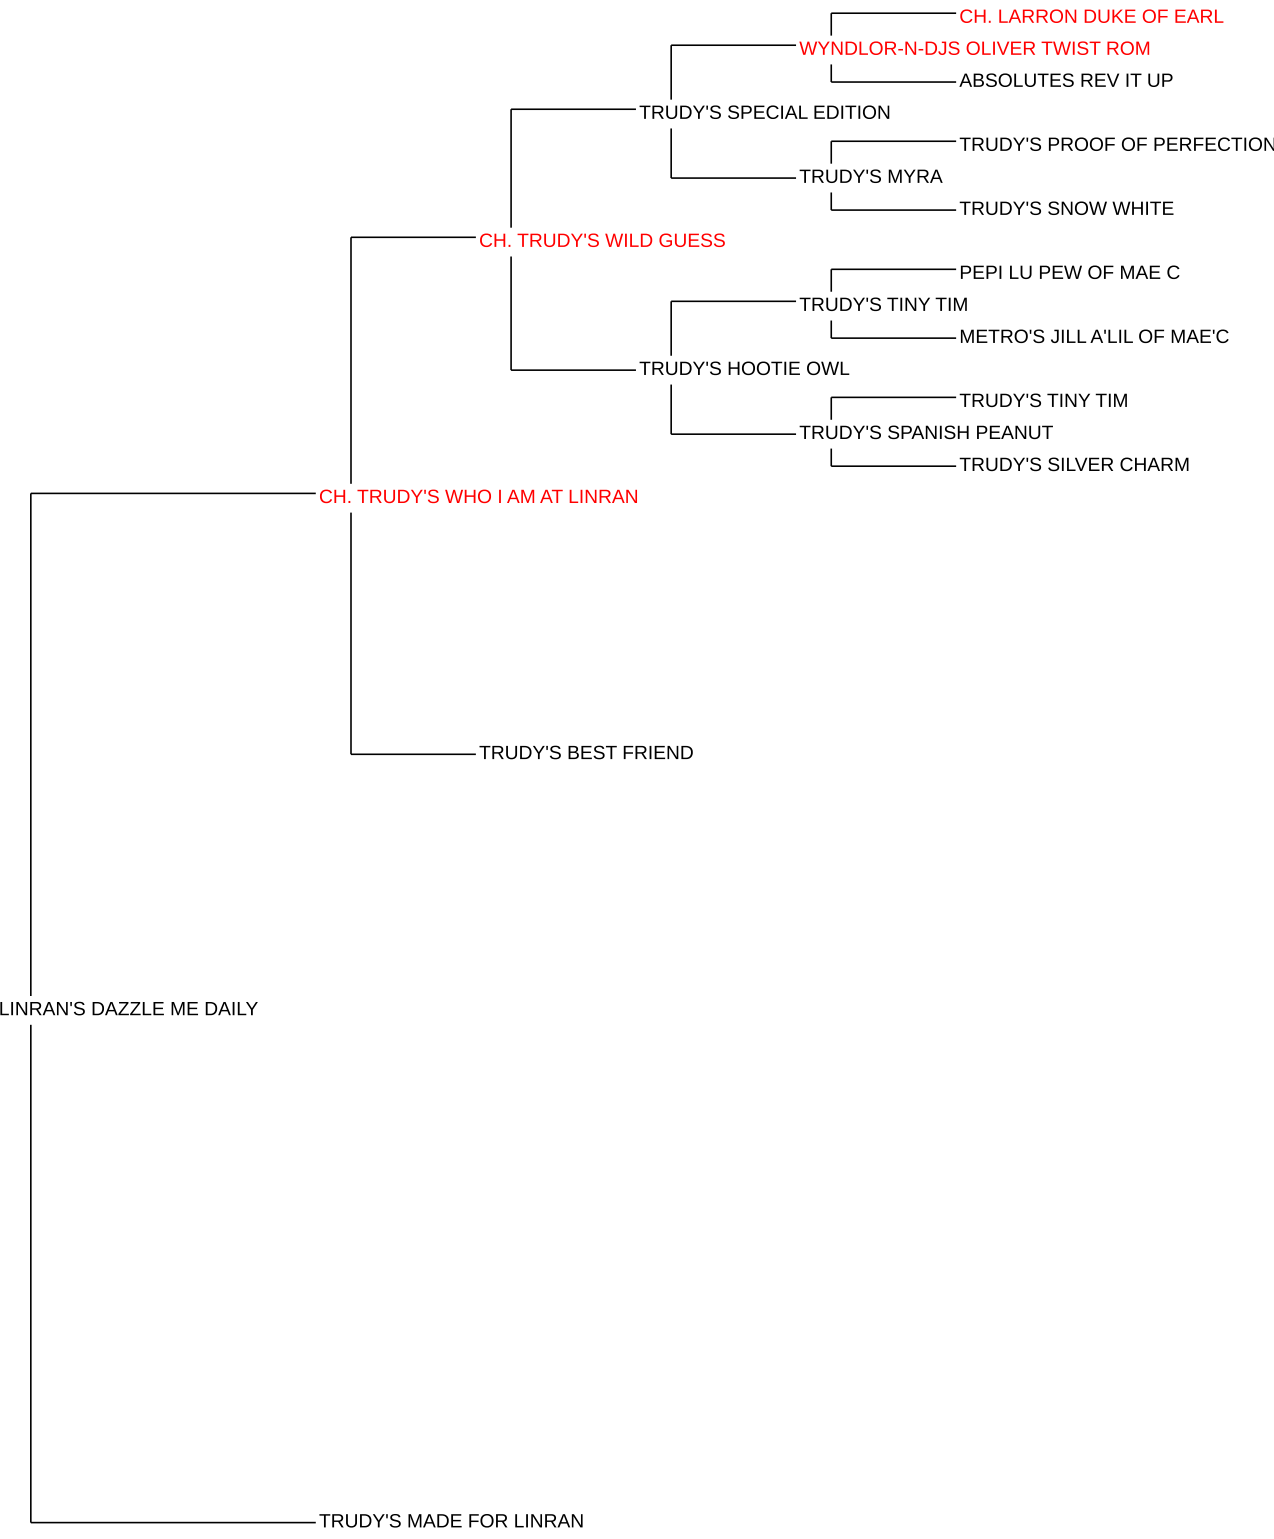 CH. LARRON DUKE OF EARL
WYNDLOR-N-DJS OLIVER TWIST ROM
ABSOLUTES REV IT UP
TRUDY'S SPECIAL EDITION
TRUDY'S PROOF OF PERFECTION
TRUDY'S MYRA
TRUDY'S SNOW WHITE
CH. TRUDY'S WILD GUESS
PEPI LU PEW OF MAE C
TRUDY'S TINY TIM
METRO'S JILL A'LIL OF MAE'C
TRUDY'S HOOTIE OWL
TRUDY'S TINY TIM
TRUDY'S SPANISH PEANUT
TRUDY'S SILVER CHARM
CH. TRUDY'S WHO I AM AT LINRAN
TRUDY'S BEST FRIEND
LINRAN'S DAZZLE ME DAILY
TRUDY'S MADE FOR LINRAN